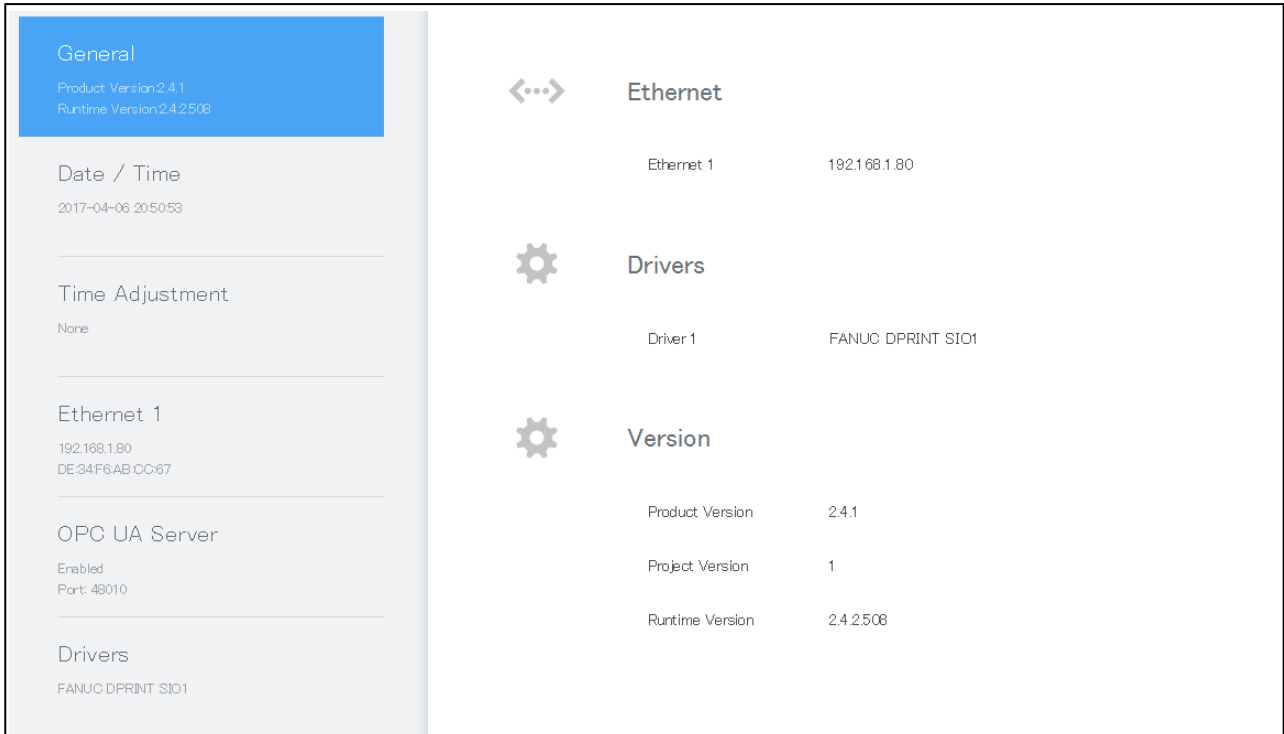 General
Product Version:2.4.1
Runtime Version:2.4.2.508
Date / Time
2017-04-06 20:50:53
Time Adjustment
None
Ethernet 1
192.168.1.80
DE:34:F6:AB:CC:67
OPC UA Server
Enabled
Port: 48010
Drivers
FANUC DPRINT SIO1
Ethernet
Ethernet 1 192.168.1.80
Drivers
Driver 1 FANUC DPRINT SIO1
Version
Product Version 2.4.1
Project Version 1
Runtime Version 2.4.2.508